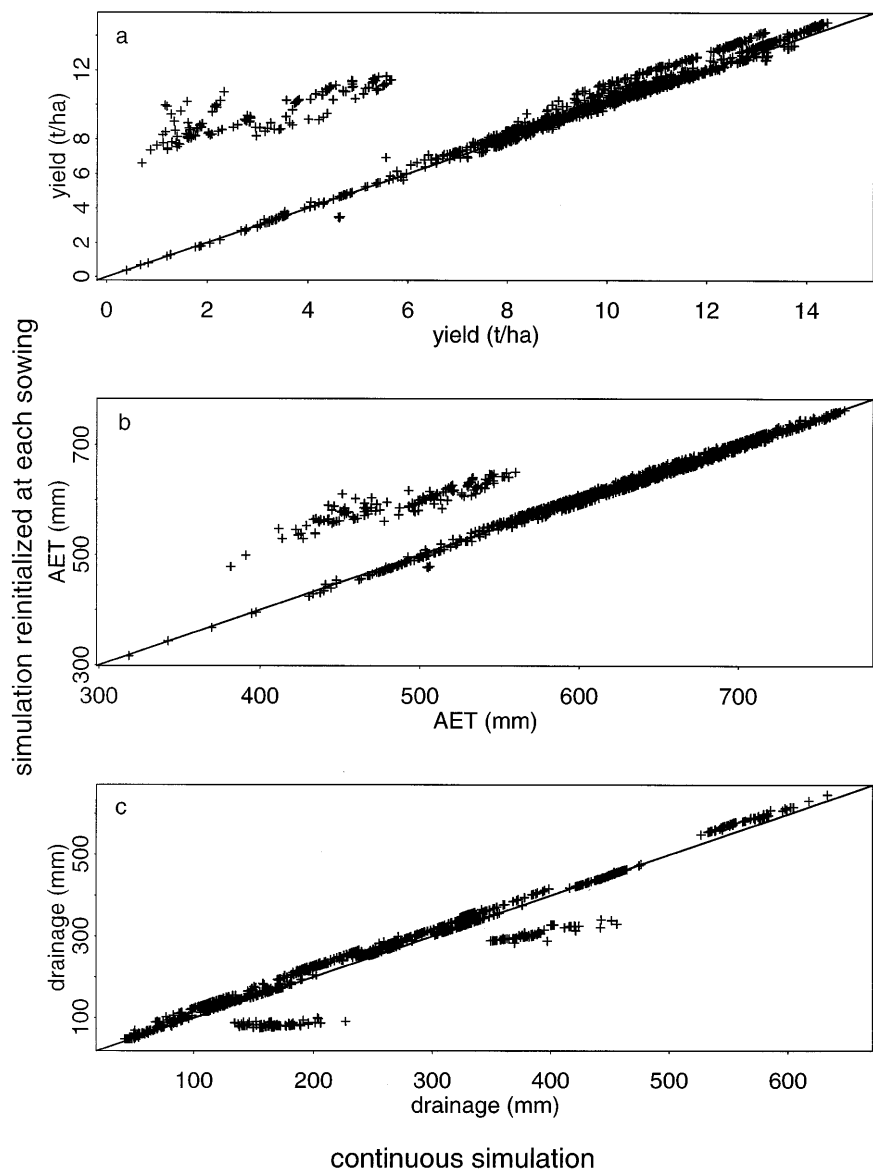 a
12
10
8
6
4
2
0
yield (t/ha)
0 2 4 6 8 10 12 14
yield (t/ha)
simulation reinitialized at each sowing
b
700
500
300
AET (mm)
300 400 500 600 700
AET (mm)
c
500
300
100
drainage (mm)
100 200 300 400 500 600
drainage (mm)
continuous simulation